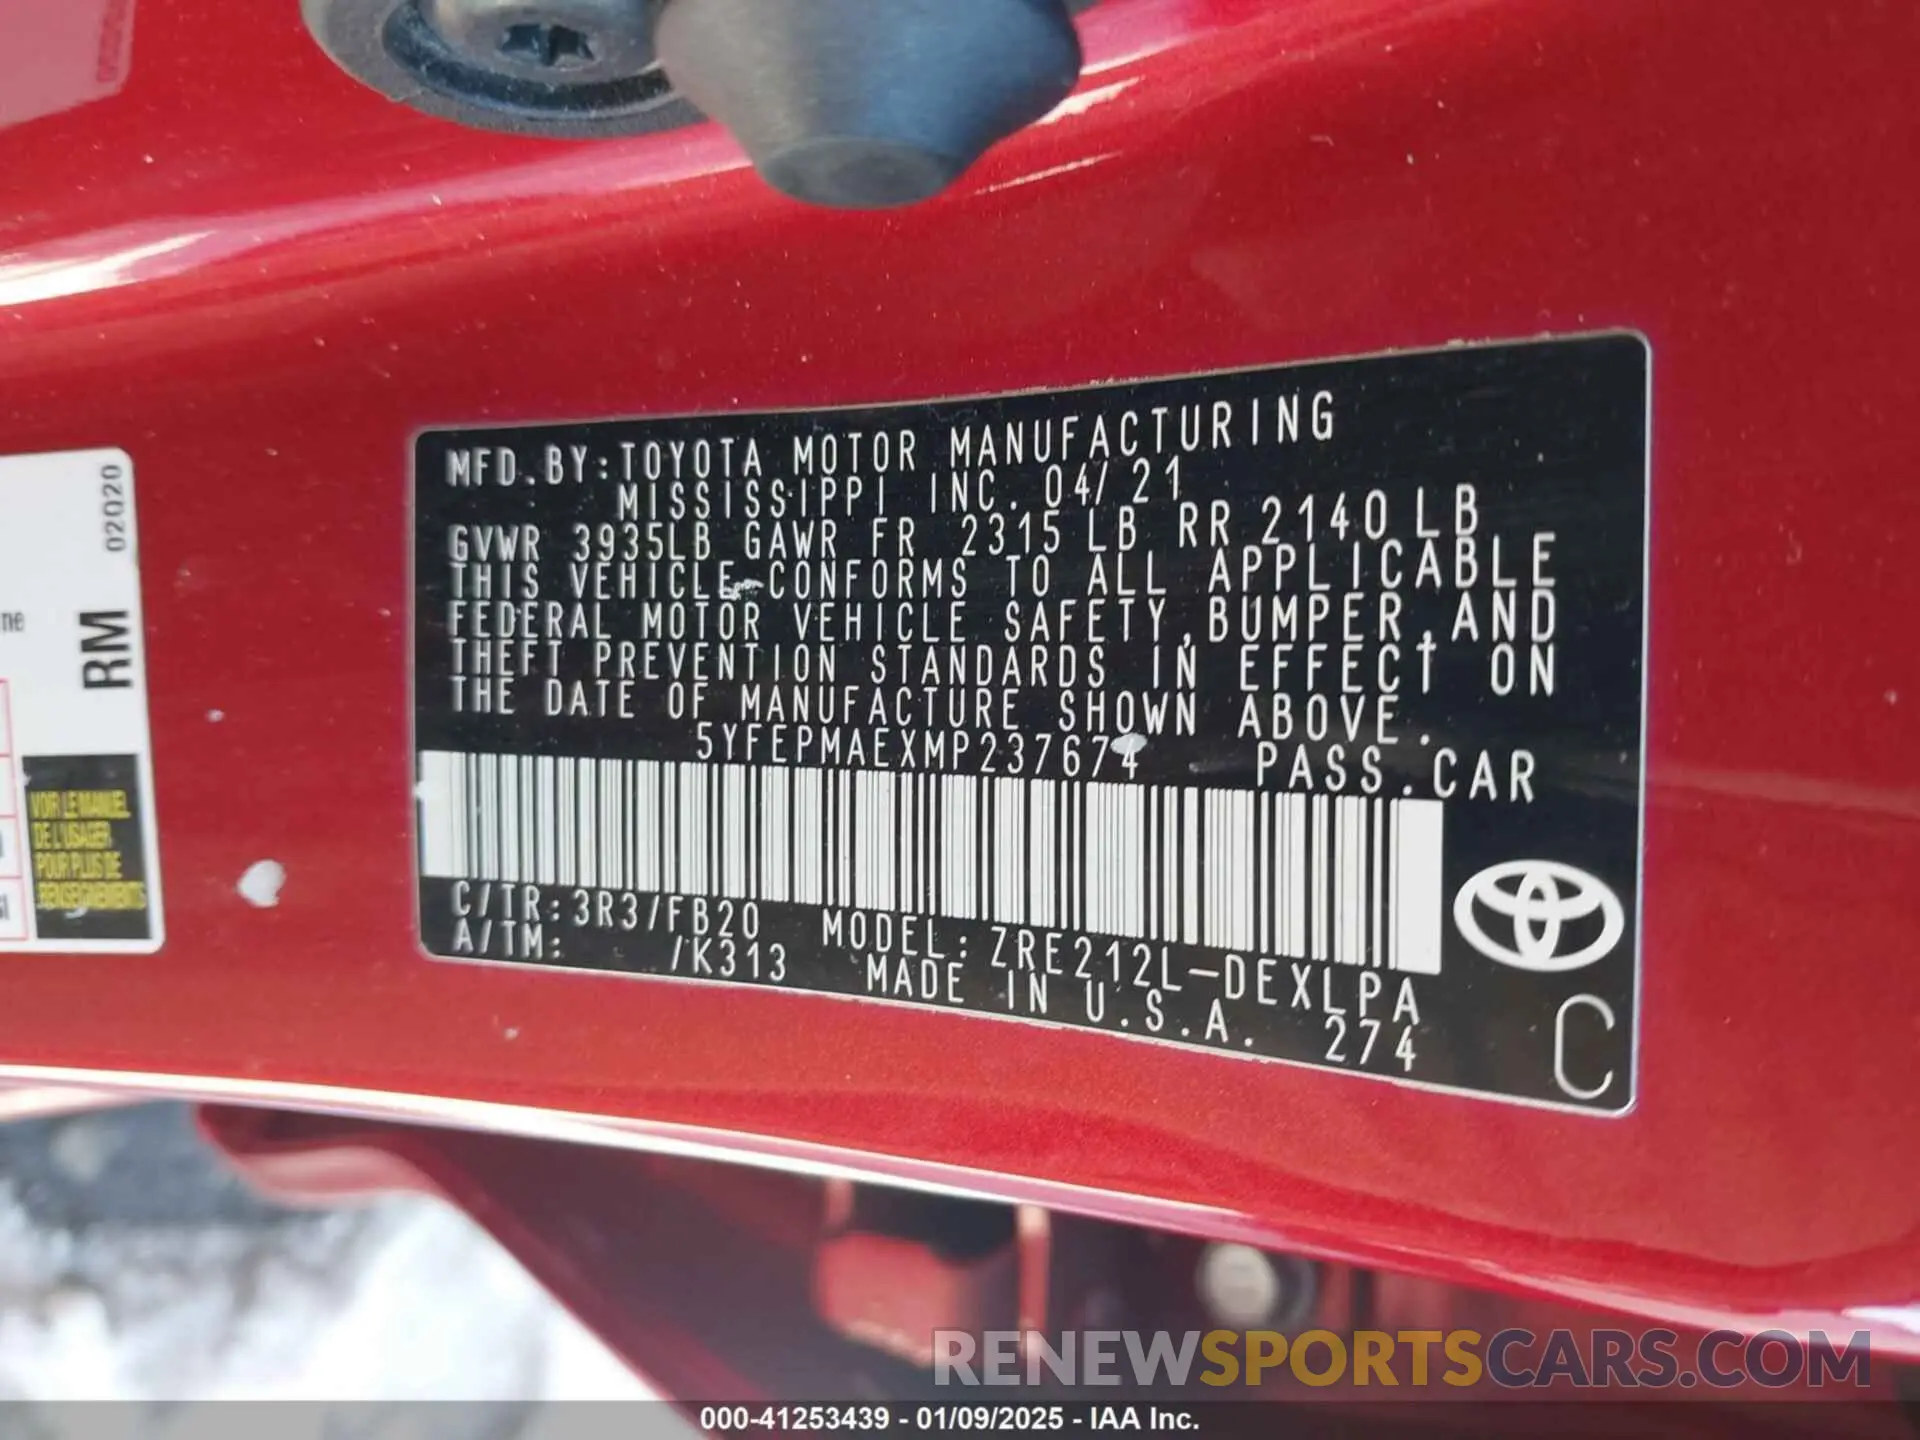 MFD.BY:TOYOTA MOTOR MANUFACTURING
MISSISSIPPI INC. 04/21
GVWR 3935LB GAWR FR 2315LB RR 2140LB
THIS VEHICLE CONFORMS TO ALL APPLICABLE
FEDERAL MOTOR VEHICLE SAFETY,BUMPER,AND
THEFT PREVENTION STANDARDS IN EFFECT ON
THE DATE OF MANUFACTURE SHOWN ABOVE.
5YFEPMAEXMP237674 PASS.CAR
C/TR:3R3/FB20 MODEL:ZRE212L-DEXLPA
A/TM: /K313 MADE IN U.S.A. 274
C
02020
RM
VOIR LE MANUEL
DE L'USAGER
POUR PLUS DE
RENSEIGNEMENTS
RENEWSPORTSCARS.COM
000-41253439 - 01/09/2025 - IAA Inc.